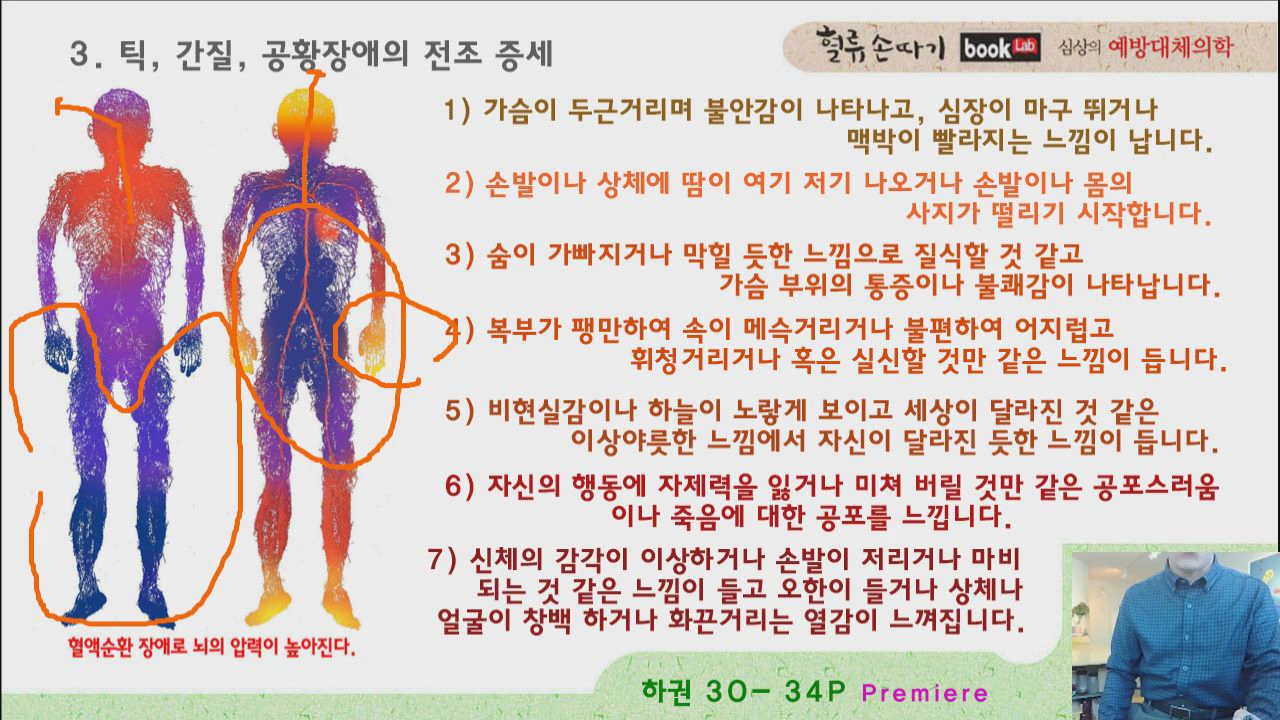 3. 틱, 간질, 공황장애의 전조 증세
혈류 손따기 book Lab 심상의 예방대체의학
1) 가슴이 두근거리며 불안감이 나타나고, 심장이 마구 뛰거나
맥박이 빨라지는 느낌이 납니다.
2) 손발이나 상체에 땀이 여기 저기 나오거나 손발이나 몸의
사지가 떨리기 시작합니다.
3) 숨이 가빠지거나 막힐 듯한 느낌으로 질식할 것 같고
가슴 부위의 통증이나 불쾌감이 나타납니다.
4) 복부가 팽만하여 속이 메슥거리거나 불편하여 어지럽고
휘청거리거나 혹은 실신할 것만 같은 느낌이 듭니다.
5) 비현실감이나 하늘이 노랗게 보이고 세상이 달라진 것 같은
이상야릇한 느낌에서 자신이 달라진 듯한 느낌이 듭니다.
6) 자신의 행동에 자제력을 잃거나 미쳐 버릴 것만 같은 공포스러움
이나 죽음에 대한 공포를 느낍니다.
7) 신체의 감각이 이상하거나 손발이 저리거나 마비
되는 것 같은 느낌이 들고 오한이 들거나 상체나
얼굴이 창백 하거나 화끈거리는 열감이 느껴집니다.
혈액순환 장애로 뇌의 압력이 높아진다.
하권 30- 34P Premiere